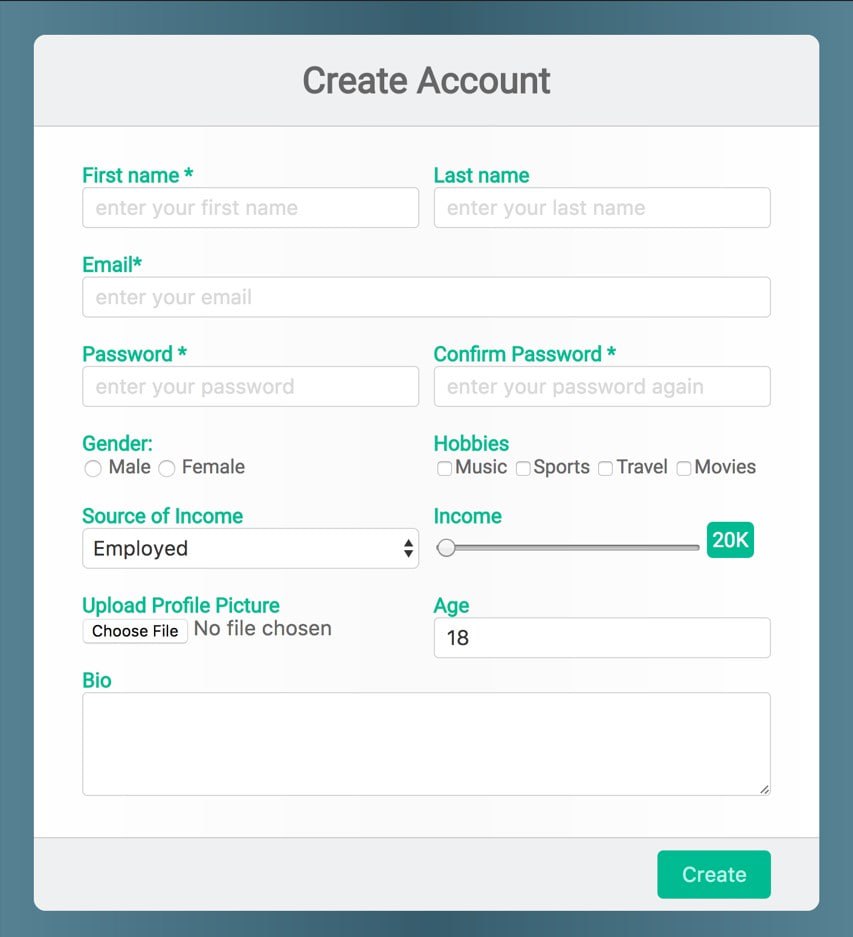 Create Account
First name * Last name
enter your first name enter your last name
Email*
enter your email
Password * Confirm Password *
enter your password enter your password again
Gender: Hobbies
Male Female Music Sports Travel Movies
Source of Income Income
Employed 20K
Upload Profile Picture Age
Choose File No file chosen 18
Bio
Create